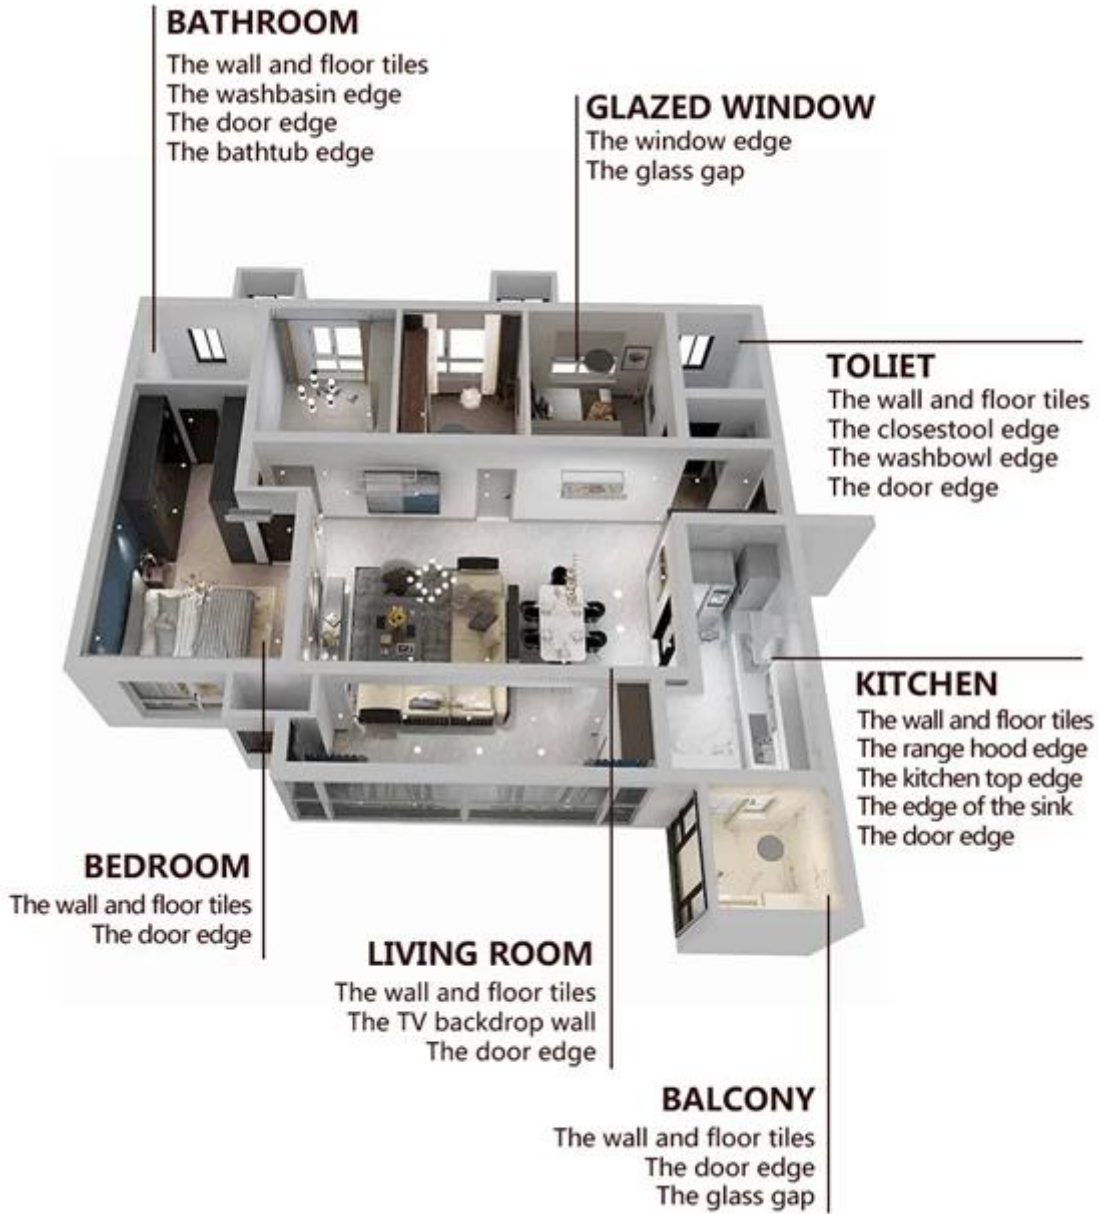 BATHROOM
The wall and floor tiles
The washbasin edge
The door edge
The bathtub edge
GLAZED WINDOW
The window edge
The glass gap
TOLIET
The wall and floor tiles
The closestool edge
The washbowl edge
The door edge
KITCHEN
The wall and floor tiles
The range hood edge
The kitchen top edge
The edge of the sink
The door edge
BEDROOM
The wall and floor tiles
The door edge
LIVING ROOM
The wall and floor tiles
The TV backdrop wall
The door edge
BALCONY
The wall and floor tiles
The door edge
The glass gap